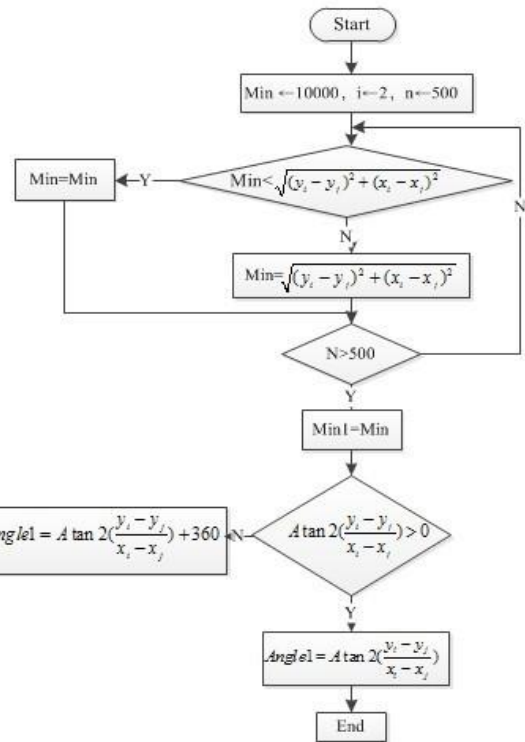 Start
Min ←10000, i←2, n←500
Min<√(yᵢ − yⱼ)² + (xᵢ − xⱼ)²
Y
Min=Min
N
N
Min=√(yᵢ − yⱼ)² + (xᵢ − xⱼ)²
N>500
Y
Min1=Min
A tan 2(yᵢ − yⱼ / xᵢ − xⱼ) > 0
N
ngle1 = A tan 2(yᵢ − yⱼ / xᵢ − xⱼ) + 360
Y
Angle1 = A tan 2(yᵢ − yⱼ / xᵢ − xⱼ)
End